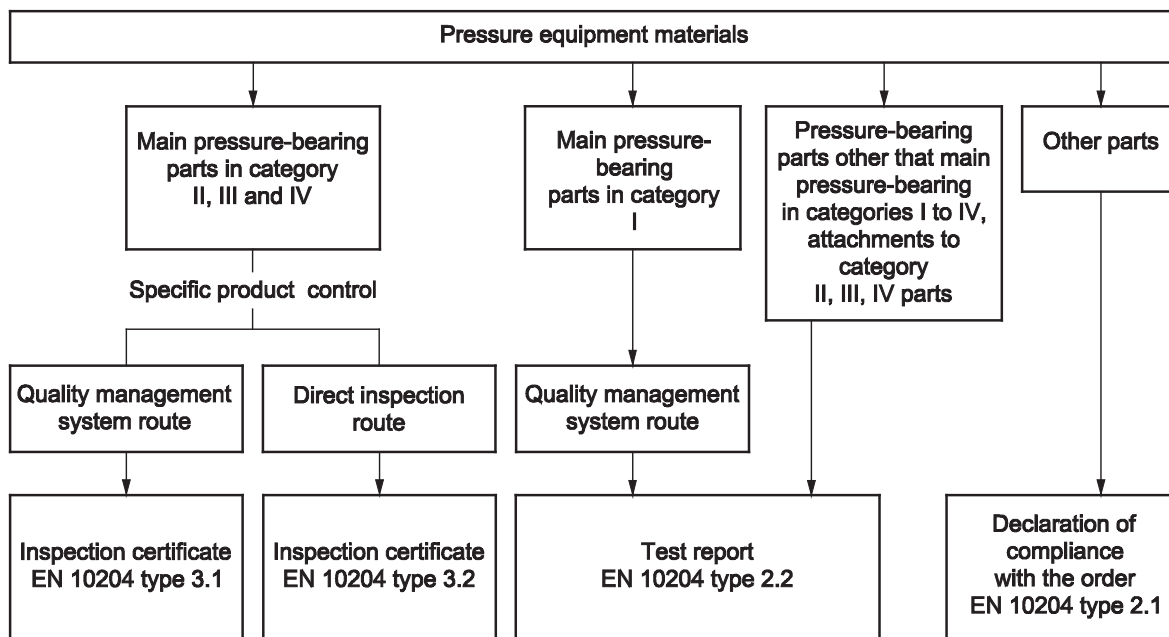 Pressure equipment materials
Main pressure-bearing
parts in category
II, III and IV
Main pressure-
bearing
parts in category
I
Pressure-bearing
parts other that main
pressure-bearing
in categories I to IV,
attachments to
category
II, III, IV parts
Other parts
Specific product control
Quality management
system route
Direct inspection
route
Quality management
system route
Inspection certificate
EN 10204 type 3.1
Inspection certificate
EN 10204 type 3.2
Test report
EN 10204 type 2.2
Declaration of
compliance
with the order
EN 10204 type 2.1